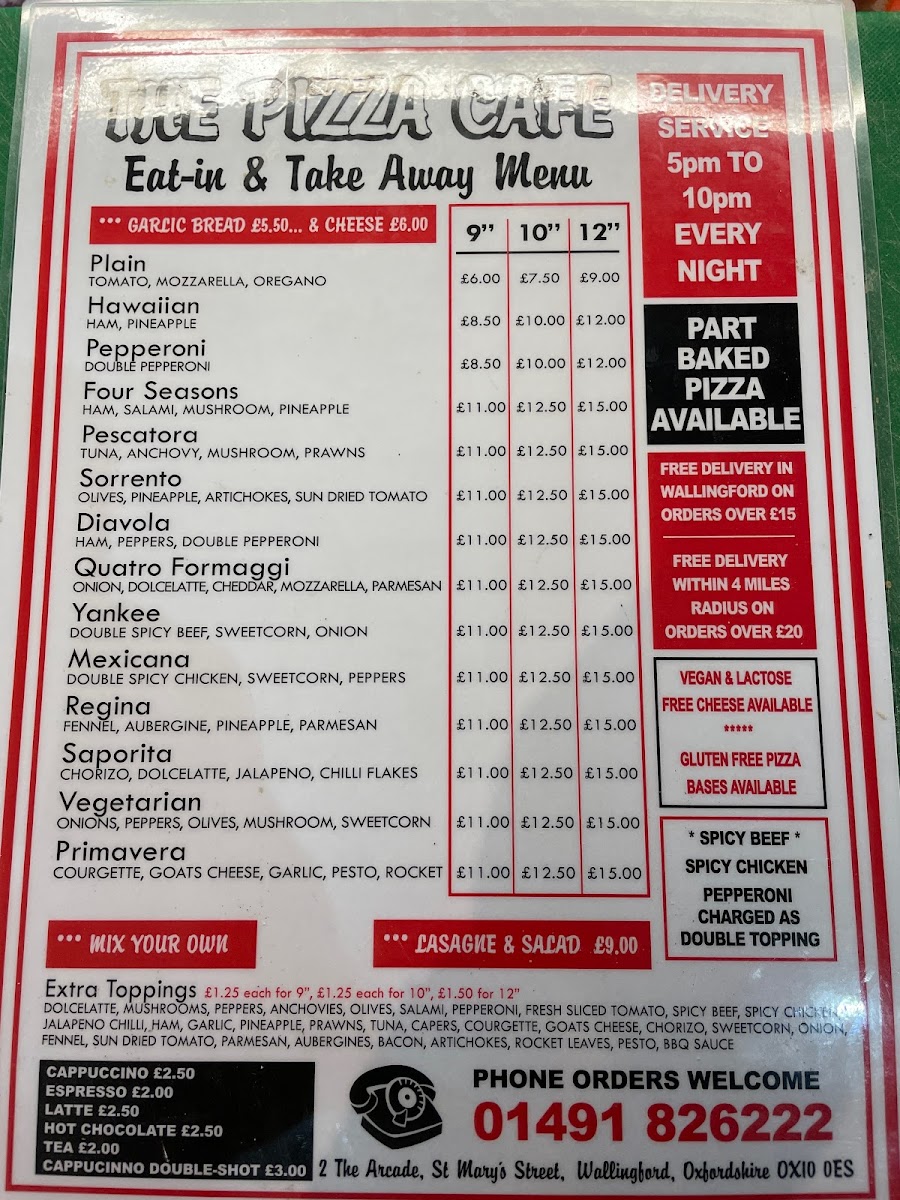 THE PIZZA CAFE
Eat-in & Take Away Menu
*** GARLIC BREAD £5.50... & CHEESE £6.00
9” 10” 12”
Plain
TOMATO, MOZZARELLA, OREGANO £6.00 £7.50 £9.00
Hawaiian
HAM, PINEAPPLE £8.50 £10.00 £12.00
Pepperoni
DOUBLE PEPPERONI £8.50 £10.00 £12.00
Four Seasons
HAM, SALAMI, MUSHROOM, PINEAPPLE £11.00 £12.50 £15.00
Pescatora
TUNA, ANCHOVY, MUSHROOM, PRAWNS £11.00 £12.50 £15.00
Sorrento
OLIVES, PINEAPPLE, ARTICHOKES, SUN DRIED TOMATO £11.00 £12.50 £15.00
Diavola
HAM, PEPPERS, DOUBLE PEPPERONI £11.00 £12.50 £15.00
Quatro Formaggi
ONION, DOLCELATTE, CHEDDAR, MOZZARELLA, PARMESAN £11.00 £12.50 £15.00
Yankee
DOUBLE SPICY BEEF, SWEETCORN, ONION £11.00 £12.50 £15.00
Mexicana
DOUBLE SPICY CHICKEN, SWEETCORN, PEPPERS £11.00 £12.50 £15.00
Regina
FENNEL, AUBERGINE, PINEAPPLE, PARMESAN £11.00 £12.50 £15.00
Saporita
CHORIZO, DOLCELATTE, JALAPENO, CHILLI FLAKES £11.00 £12.50 £15.00
Vegetarian
ONIONS, PEPPERS, OLIVES, MUSHROOM, SWEETCORN £11.00 £12.50 £15.00
Primavera
COURGETTE, GOATS CHEESE, GARLIC, PESTO, ROCKET £11.00 £12.50 £15.00
DELIVERY
SERVICE
5pm TO
10pm
EVERY
NIGHT
PART
BAKED
PIZZA
AVAILABLE
FREE DELIVERY IN
WALLINGFORD ON
ORDERS OVER £15
FREE DELIVERY
WITHIN 4 MILES
RADIUS ON
ORDERS OVER £20
VEGAN & LACTOSE
FREE CHEESE AVAILABLE
*****
GLUTEN FREE PIZZA
BASES AVAILABLE
* SPICY BEEF *
SPICY CHICKEN
PEPPERONI
CHARGED AS
DOUBLE TOPPING
*** MIX YOUR OWN
*** LASAGNE & SALAD £9.00
Extra Toppings £1.25 each for 9”, £1.25 each for 10”, £1.50 for 12”
DOLCELATTE, MUSHROOMS, PEPPERS, ANCHOVIES, OLIVES, SALAMI, PEPPERONI, FRESH SLICED TOMATO, SPICY BEEF, SPICY CHICKEN,
JALAPENO CHILLI, HAM, GARLIC, PINEAPPLE, PRAWNS, TUNA, CAPERS, COURGETTE, GOATS CHEESE, CHORIZO, SWEETCORN, ONION,
FENNEL, SUN DRIED TOMATO, PARMESAN, AUBERGINES, BACON, ARTICHOKES, ROCKET LEAVES, PESTO, BBQ SAUCE
CAPPUCCINO £2.50
ESPRESSO £2.00
LATTE £2.50
HOT CHOCOLATE £2.50
TEA £2.00
CAPPUCINNO DOUBLE-SHOT £3.00
PHONE ORDERS WELCOME
01491 826222
2 The Arcade, St Mary's Street, Wallingford, Oxfordshire OX10 0ES